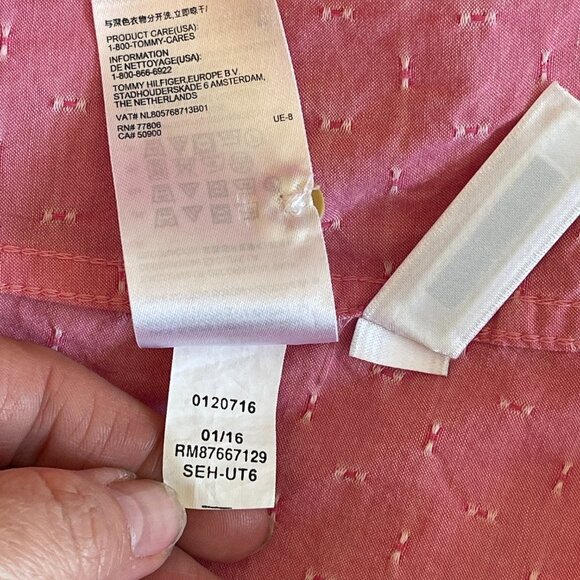 与深色衣物分开洗,立即晾干/
PRODUCT CARE(USA):
1-800-TOMMY-CARES
INFORMATION
DE NETTOYAGE(USA):
1-800-866-6922
TOMMY HILFIGER,EUROPE B V
STADHOUDERSKADE 6 AMSTERDAM,
THE NETHERLANDS
VAT# NL805768713B01
RN# 77806 UE-8
CA# 50900
0120716
01/16
RM87667129
SEH-UT6